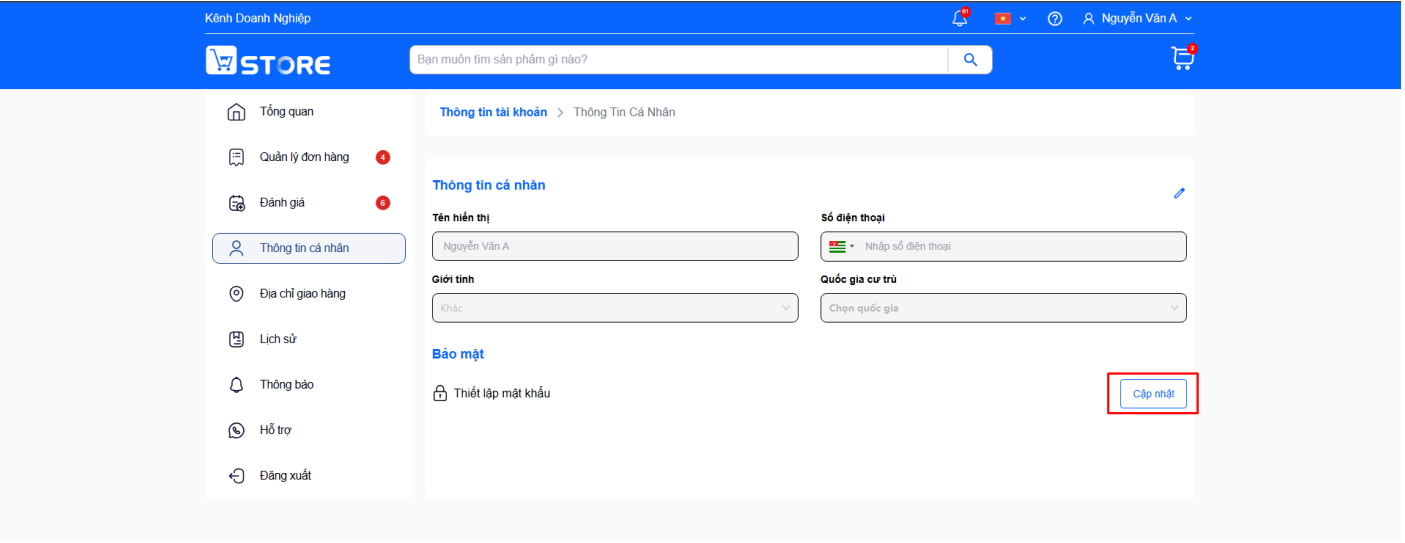 Kênh Doanh Nghiệp
91
Nguyễn Văn A
STORE
Bạn muốn tìm sản phẩm gì nào?
2
Tổng quan
Quản lý đơn hàng 4
Đánh giá 6
Thông tin cá nhân
Địa chỉ giao hàng
Lịch sử
Thông báo
Hỗ trợ
Đăng xuất
Thông tin tài khoản > Thông Tin Cá Nhân
Thông tin cá nhân
Tên hiển thị
Nguyễn Văn A
Số điện thoại
Nhập số điện thoại
Giới tính
Khác
Quốc gia cư trú
Chọn quốc gia
Bảo mật
Thiết lập mật khẩu
Cập nhật